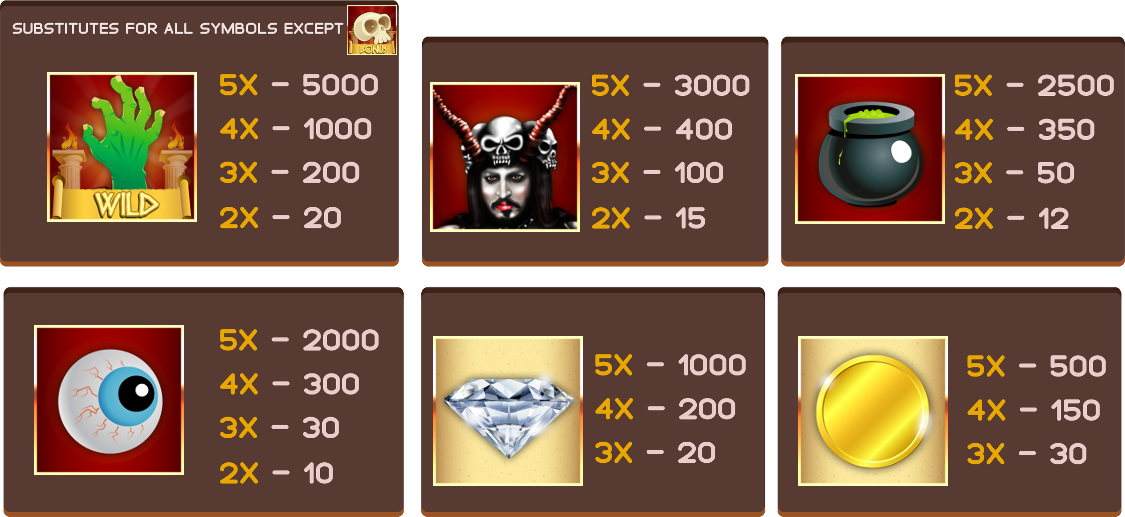 SUBSTITUTES FOR ALL SYMBOLS EXCEPT
BONUS
WILD
5X - 5000
4X - 1000
3X - 200
2X - 20
5X - 3000
4X - 400
3X - 100
2X - 15
5X - 2500
4X - 350
3X - 50
2X - 12
5X - 2000
4X - 300
3X - 30
2X - 10
5X - 1000
4X - 200
3X - 20
5X - 500
4X - 150
3X - 30